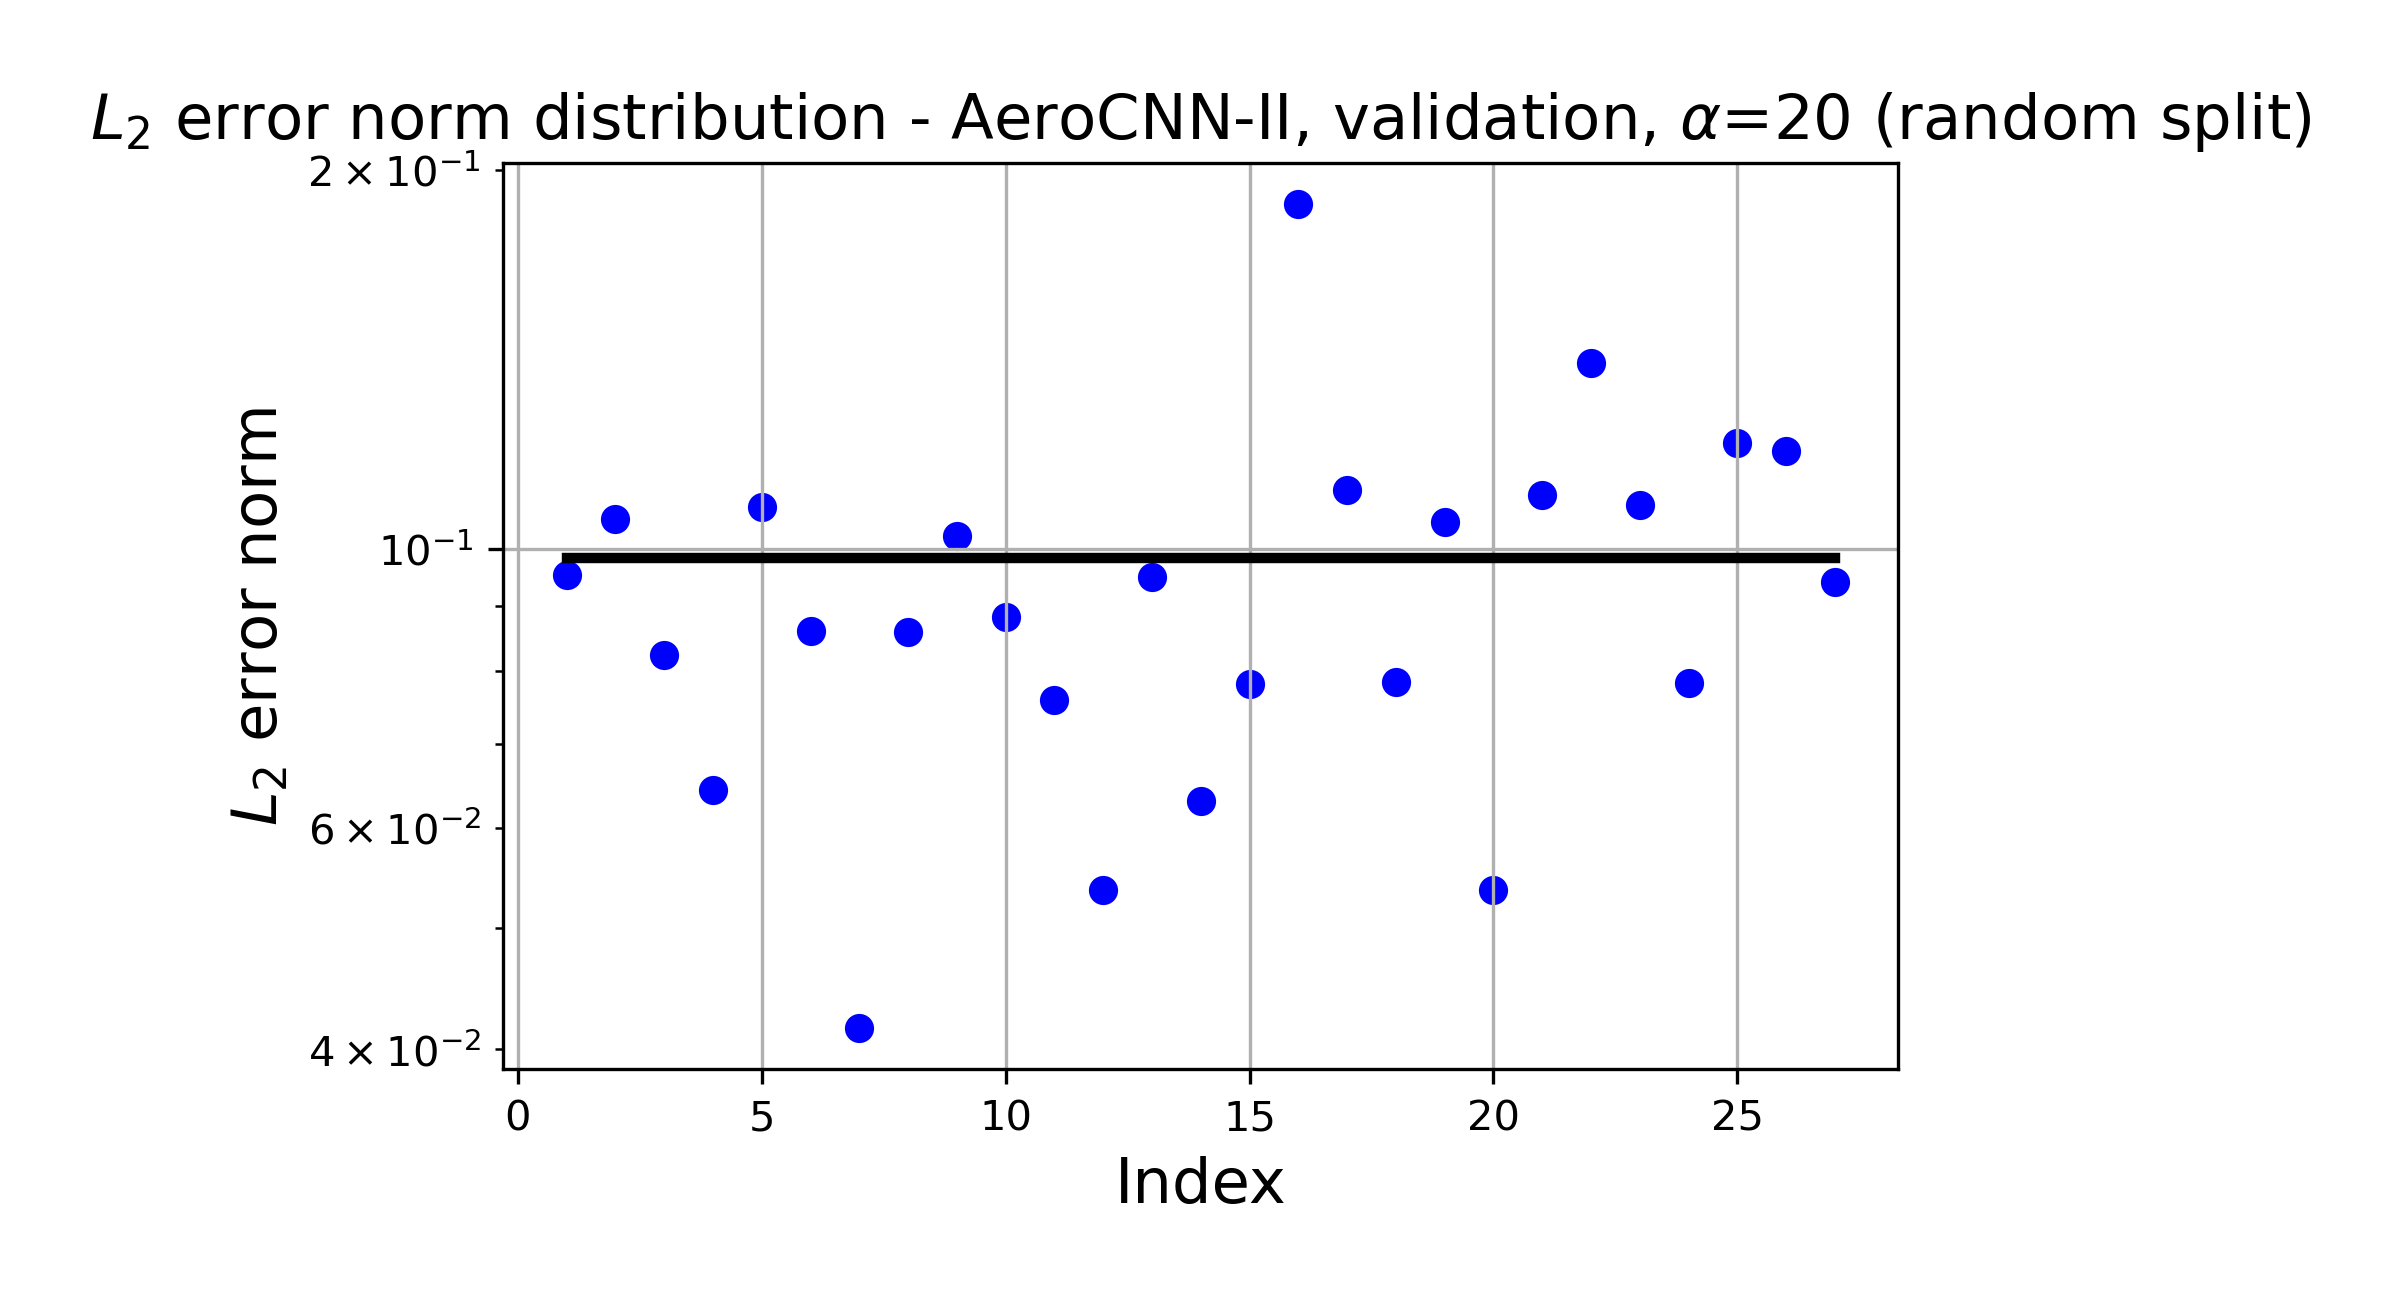 L₂ error norm distribution - AeroCNN-II, validation, α=20 (random split)
L₂ error norm
2 × 10⁻¹
10⁻¹
6 × 10⁻²
4 × 10⁻²
0 5 10 15 20 25
Index